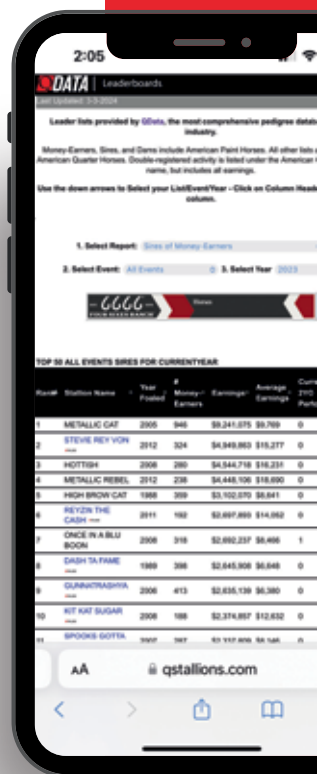 2:05
QDATA | Leaderboards
Last Updated: 3-3-2024
Leader lists provided by QData, the most comprehensive pedigree datab
industry.
Money-Earners, Sires, and Dams include American Paint Horses. All other lists a
American Quarter Horses. Double-registered activity is listed under the American
name, but includes all earnings.
Use the down arrows to Select your List/Event/Year - Click on Column Heade
column.
1. Select Report: Sires of Money-Earners
2. Select Event: All Events 3. Select Year 2023
6666
FOUR SIXES RANCH
TOP 50 ALL EVENTS SIRES FOR CURRENTYEAR
Rank# Stallion Name Year Foaled # Money-Earners Earnings Average Earnings
1 METALLIC CAT 2005 946 $9,241,075 $9,769 0
2 STEVIE REY VON 2012 324 $4,949,863 $15,277 0
3 HOTTISH 2008 280 $4,544,718 $16,231 0
4 METALLIC REBEL 2012 238 $4,448,106 $18,690 0
5 HIGH BROW CAT 1988 359 $3,102,070 $8,641 0
6 REYZIN THE CASH 2011 192 $2,697,893 $14,052 0
7 ONCE IN A BLU BOON 2008 318 $2,692,237 $8,466 1
8 DASH TA FAME 1989 398 $2,645,908 $6,648 0
9 GUNNATRASHYA 2006 413 $2,635,139 $6,380 0
10 KIT KAT SUGAR 2008 188 $2,374,857 $12,632 0
11 SPOOKS GOTTA
AA qstallions.com